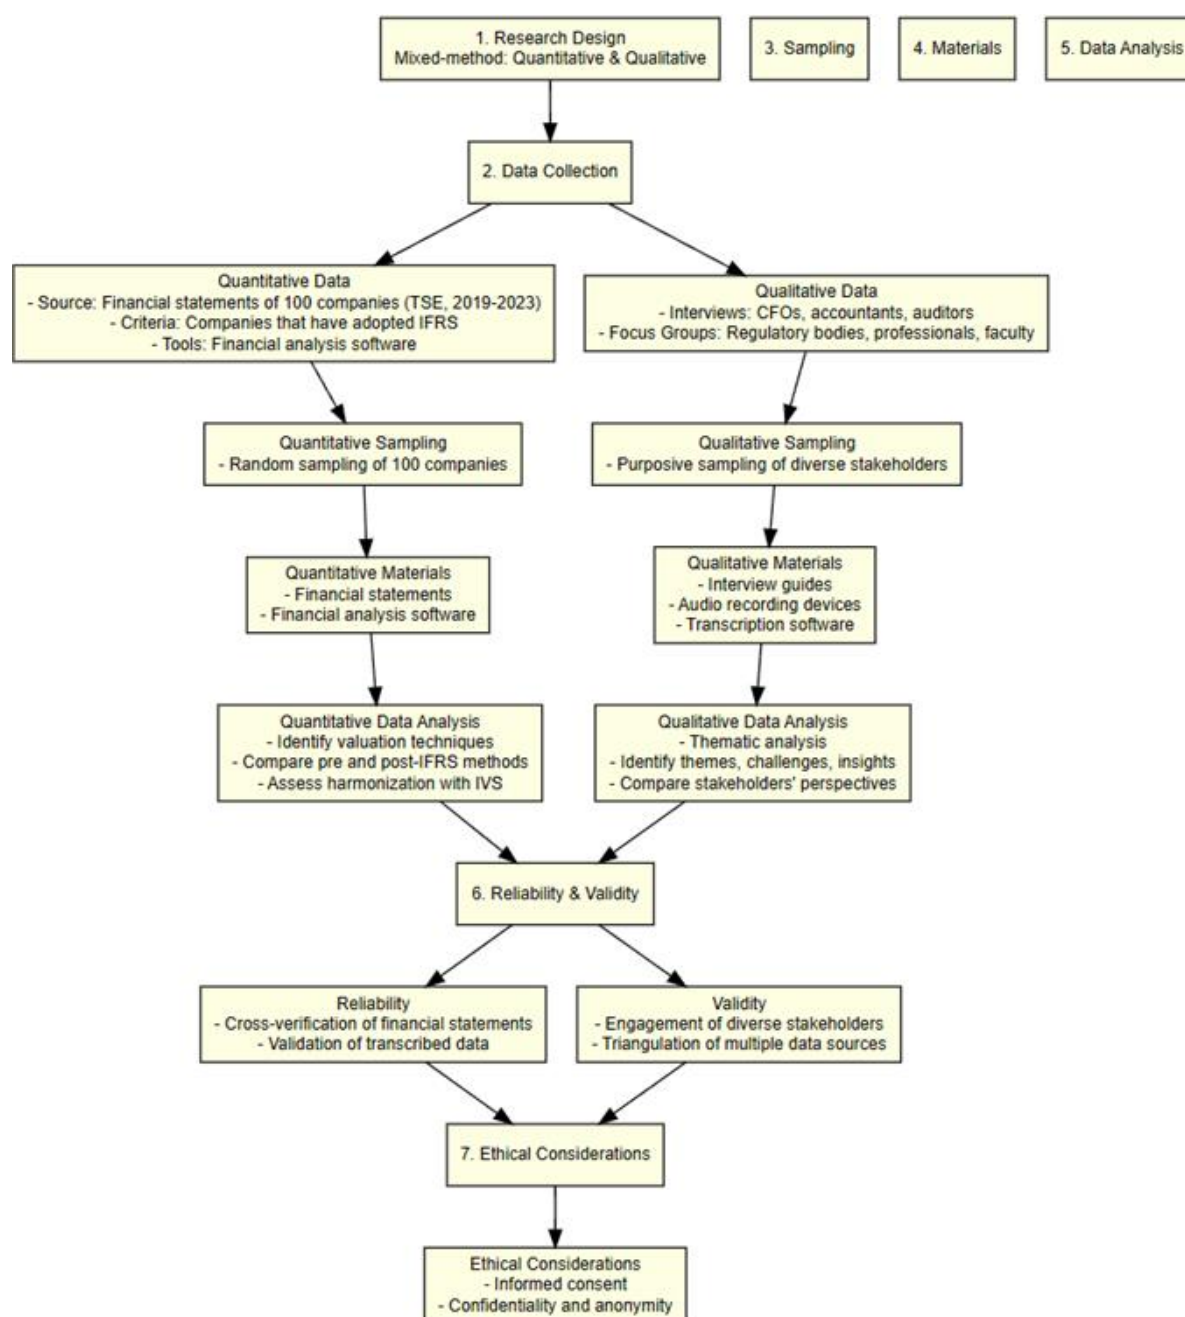 1. Research Design
Mixed-method: Quantitative & Qualitative
3. Sampling
4. Materials
5. Data Analysis
2. Data Collection
Quantitative Data
- Source: Financial statements of 100 companies (TSE, 2019-2023)
- Criteria: Companies that have adopted IFRS
- Tools: Financial analysis software
Qualitative Data
- Interviews: CFOs, accountants, auditors
- Focus Groups: Regulatory bodies, professionals, faculty
Quantitative Sampling
- Random sampling of 100 companies
Qualitative Sampling
- Purposive sampling of diverse stakeholders
Quantitative Materials
- Financial statements
- Financial analysis software
Qualitative Materials
- Interview guides
- Audio recording devices
- Transcription software
Quantitative Data Analysis
- Identify valuation techniques
- Compare pre and post-IFRS methods
- Assess harmonization with IVS
Qualitative Data Analysis
- Thematic analysis
- Identify themes, challenges, insights
- Compare stakeholders' perspectives
6. Reliability & Validity
Reliability
- Cross-verification of financial statements
- Validation of transcribed data
Validity
- Engagement of diverse stakeholders
- Triangulation of multiple data sources
7. Ethical Considerations
Ethical Considerations
- Informed consent
- Confidentiality and anonymity